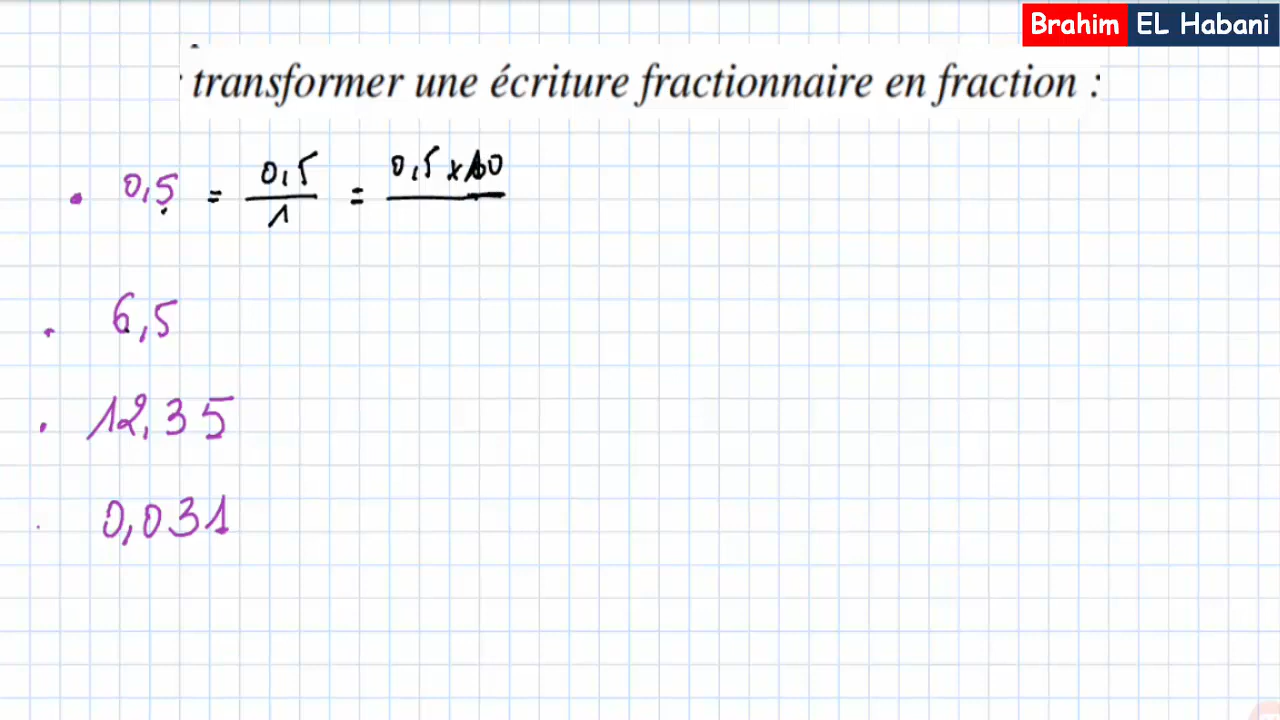 Brahim EL Habani
transformer une écriture fractionnaire en fraction :
0,5 = 0,5/1 = 0,5 x 10
6,5
12,35
0,031